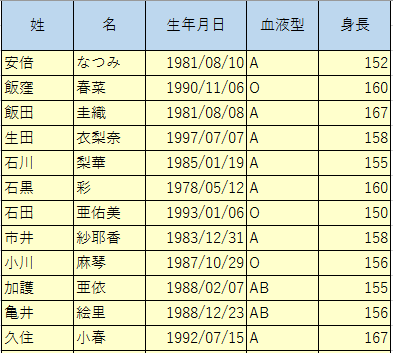 姓 名 生年月日 血液型 身長
安倍 なつみ 1981/08/10 A 152
飯窪 春菜 1990/11/06 O 160
飯田 圭織 1981/08/08 A 167
生田 衣梨奈 1997/07/07 A 158
石川 梨華 1985/01/19 A 155
石黒 彩 1978/05/12 A 160
石田 亜佑美 1993/01/06 O 150
市井 紗耶香 1983/12/31 A 158
小川 麻琴 1987/10/29 O 156
加護 亜依 1988/02/07 AB 155
亀井 絵里 1988/12/23 AB 156
久住 小春 1992/07/15 A 167